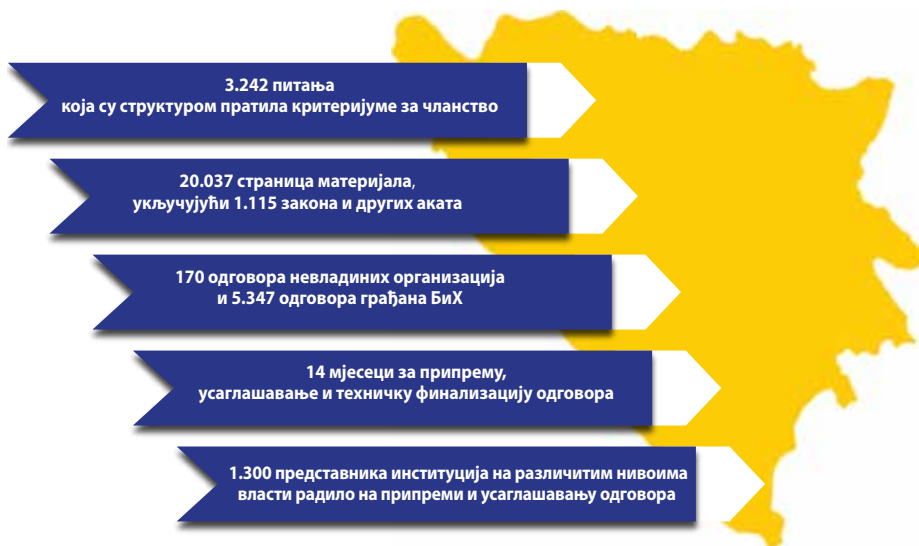 3.242 питања
која су структуром пратила критеријуме за чланство
20.037 страница материјала,
укључујући 1.115 закона и других аката
170 одговора невладиних организација
и 5.347 одговора грађана БиХ
14 мјесеци за припрему,
усаглашавање и техничку финализацију одговора
1.300 представника институција на различитим нивоима
власти радило на припреми и усаглашавању одговора